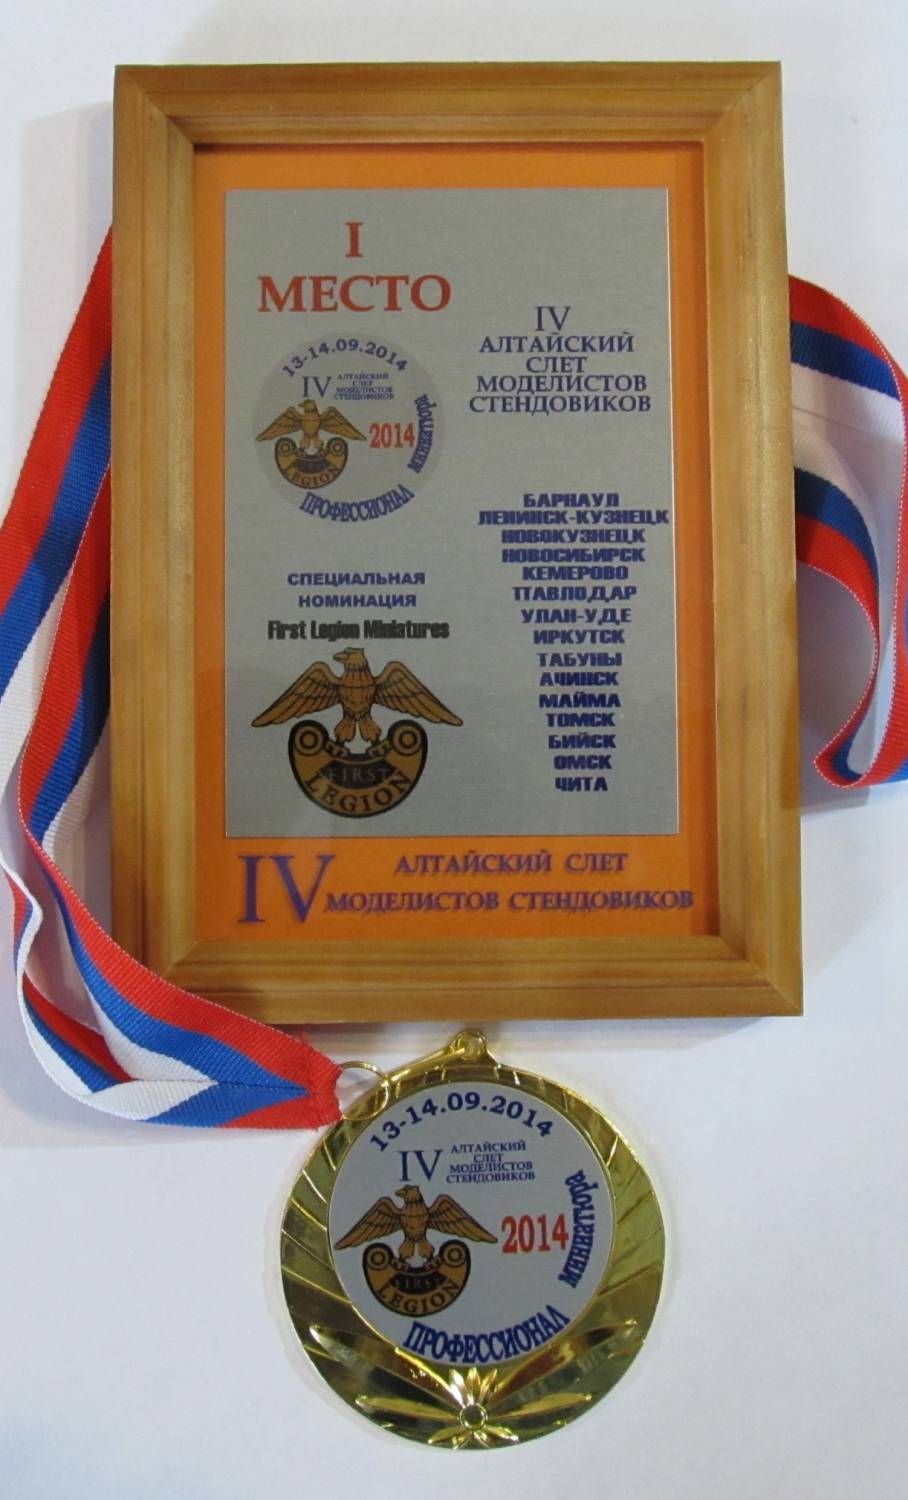 I
МЕСТО
13-14.09.2014
IV
АЛТАЙСКИЙ
СЛЕТ
МОДЕЛИСТОВ
СТЕНДОВИКОВ
2014
миниатюра
FIRST
LEGION
ПРОФЕССИОНАЛ
СПЕЦИАЛЬНАЯ
НОМИНАЦИЯ
First Legion Miniatures
FIRST
LEGION
IV
АЛТАЙСКИЙ
СЛЕТ
МОДЕЛИСТОВ
СТЕНДОВИКОВ
БАРНАУЛ
ЛЕНИНСК-КУЗНЕЦК
НОВОКУЗНЕЦК
НОВОСИБИРСК
КЕМЕРОВО
ПАВЛОДАР
УЛАН-УДЕ
ИРКУТСК
ТАБУНЫ
АЧИНСК
МАЙМА
ТОМСК
БИЙСК
ОМСК
ЧИТА
IV АЛТАЙСКИЙ СЛЕТ
МОДЕЛИСТОВ СТЕНДОВИКОВ
13-14.09.2014
IV
АЛТАЙСКИЙ
СЛЕТ
МОДЕЛИСТОВ
СТЕНДОВИКОВ
2014
миниатюра
FIRST
LEGION
ПРОФЕССИОНАЛ